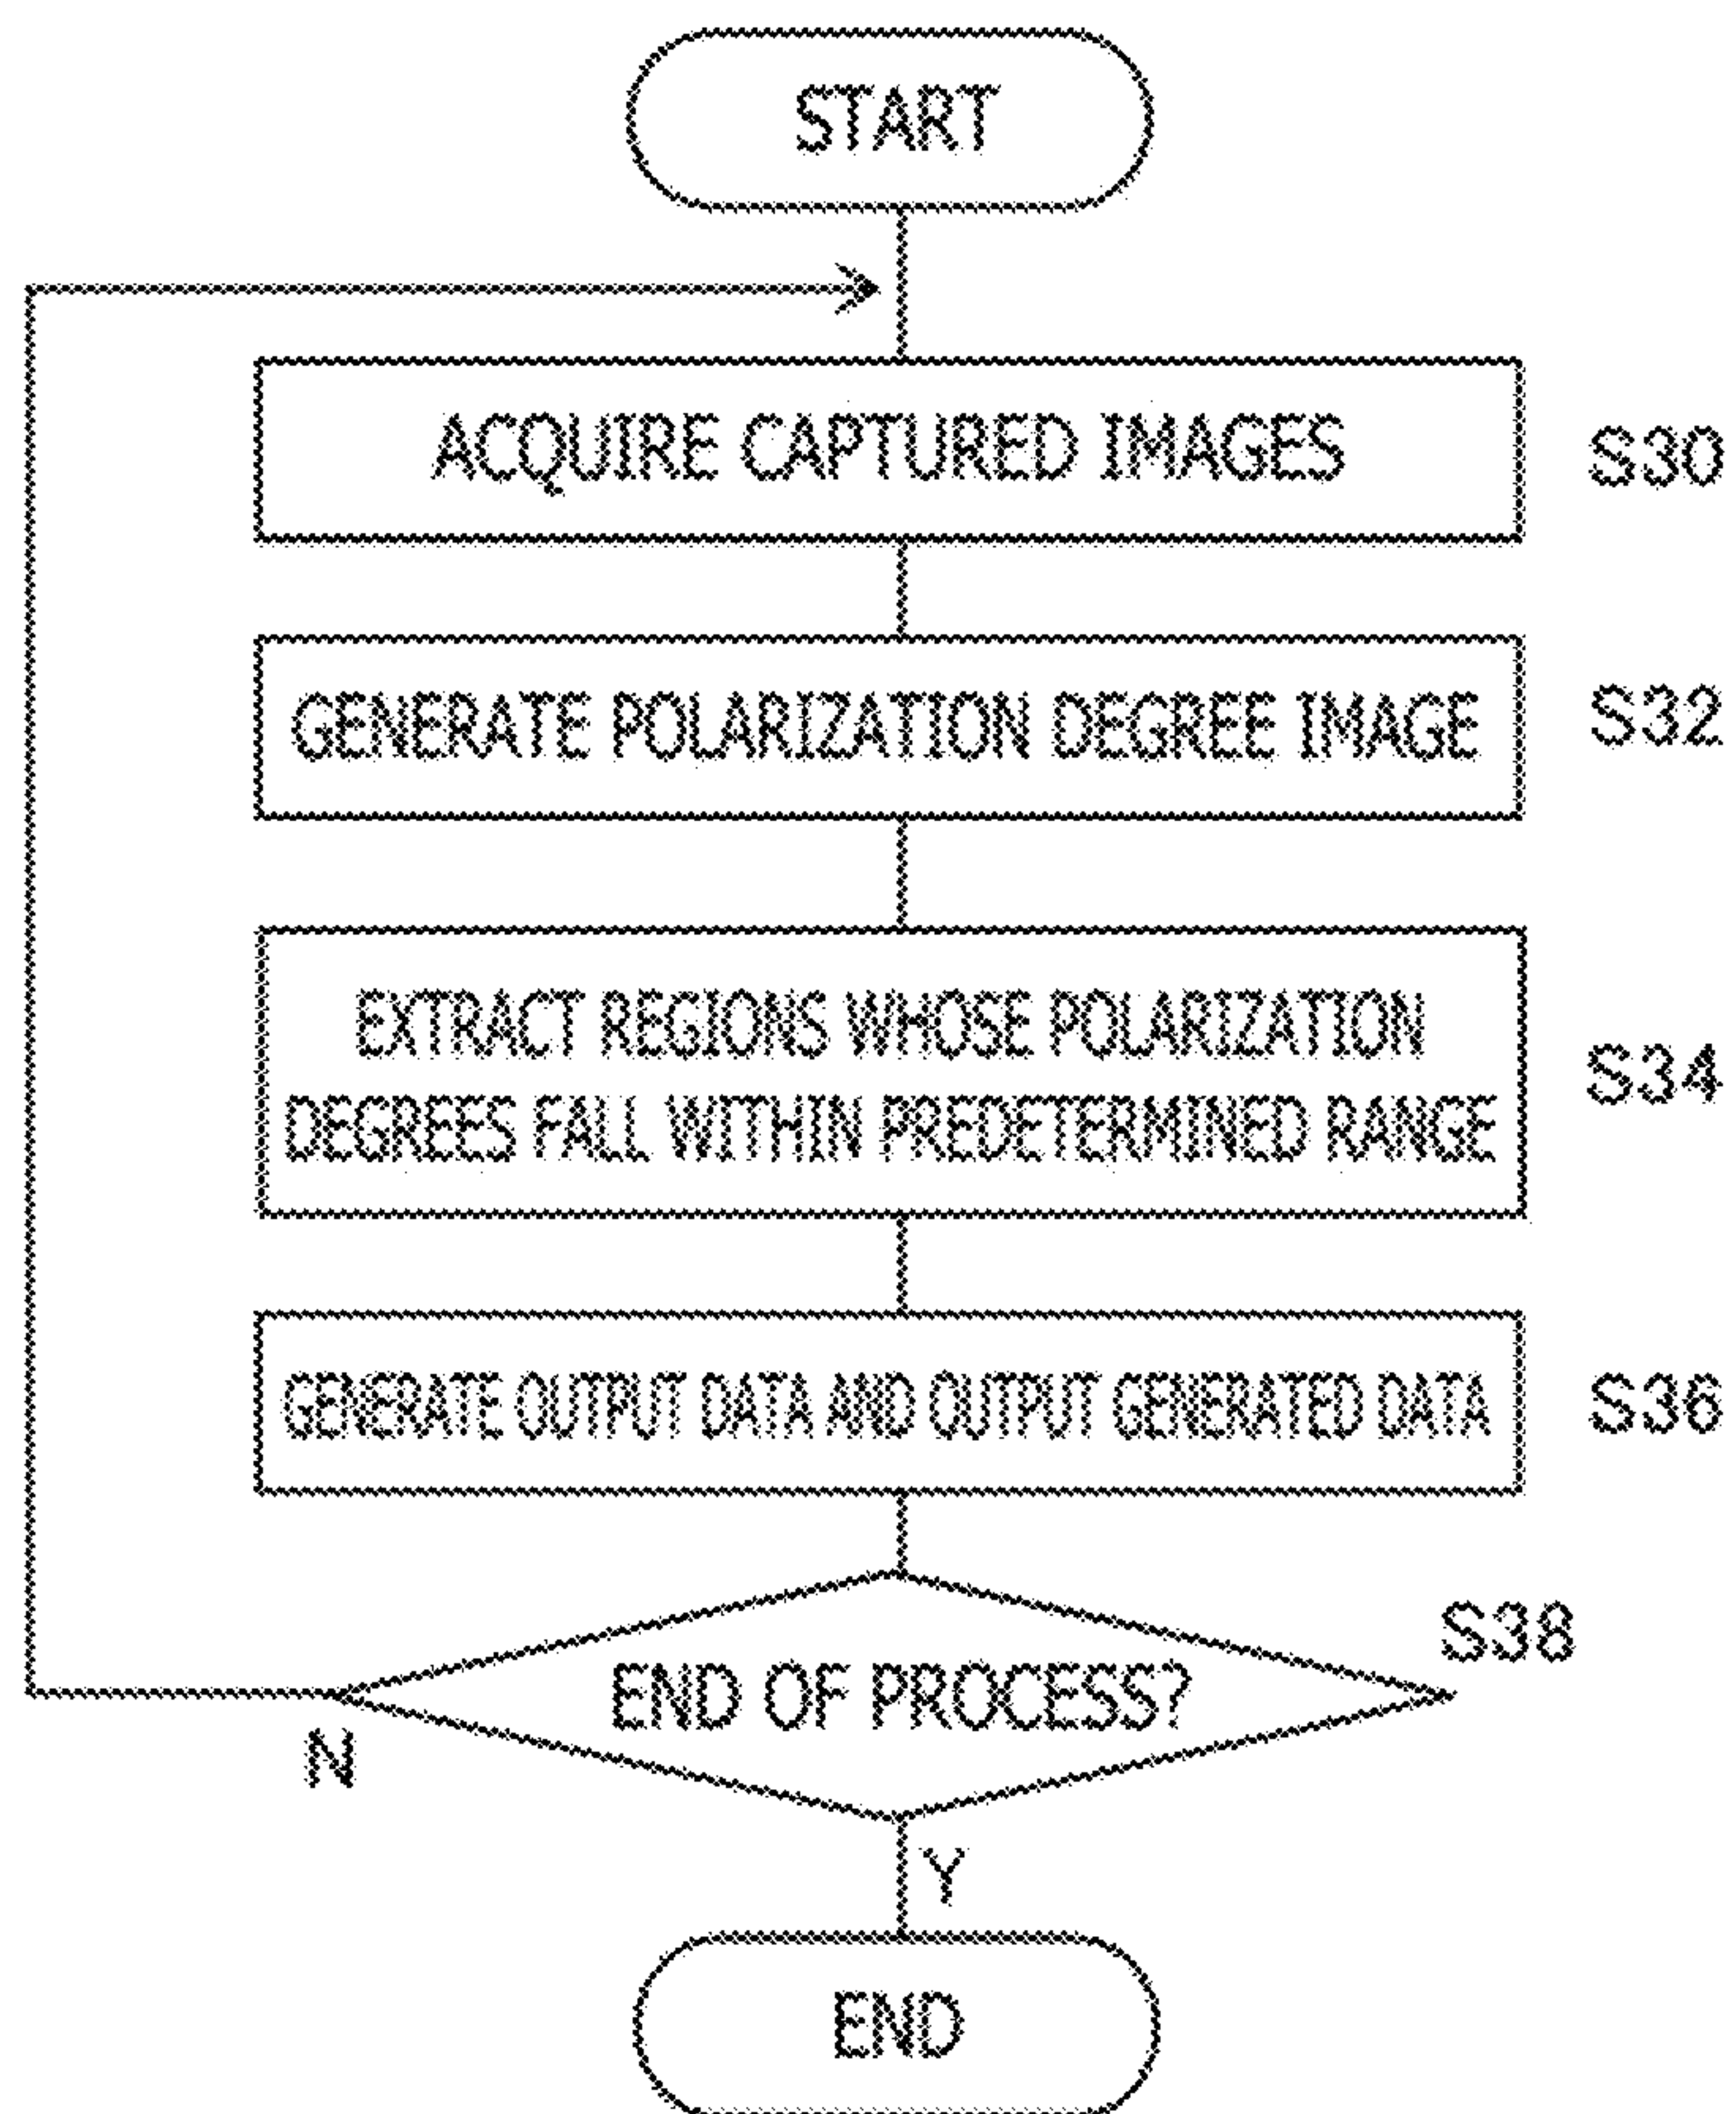 START
ACQUIRE CAPTURED IMAGES
S30
GENERATE POLARIZATION DEGREE IMAGE
S32
EXTRACT REGIONS WHOSE POLARIZATION
DEGREES FALL WITHIN PREDETERMINED RANGE
S34
GENERATE OUTPUT DATA AND OUTPUT GENERATED DATA
S36
END OF PROCESS?
S38
N
Y
END